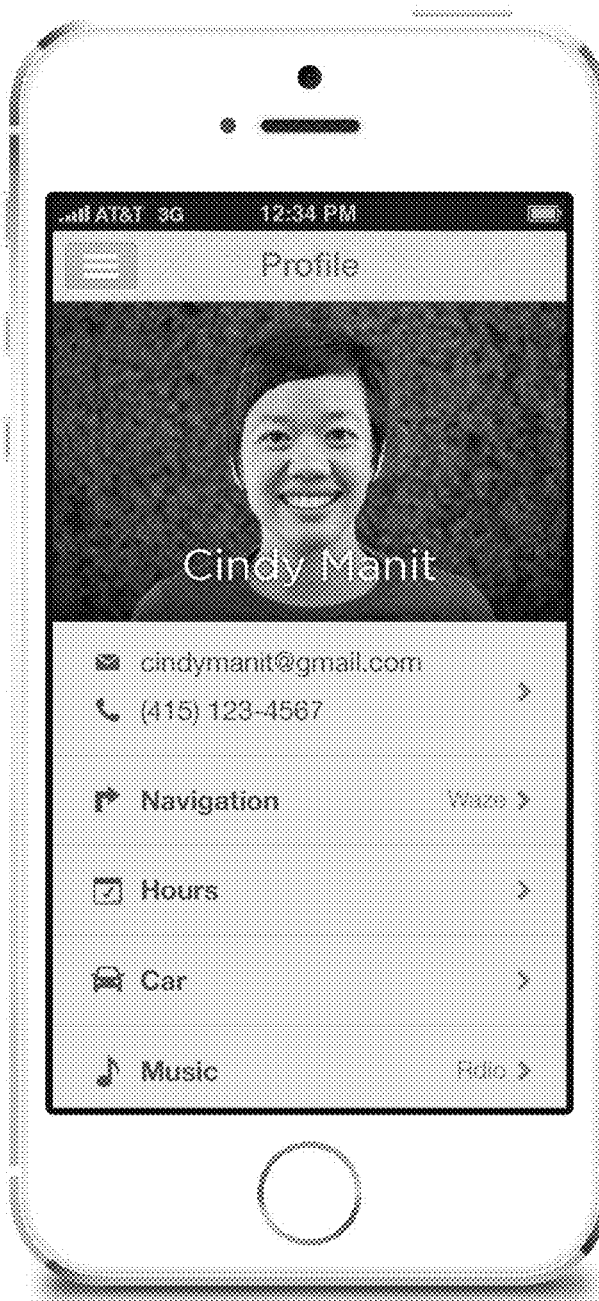 AT&T 3G 12:34 PM
Profile
Cindy Manit
cindymanit@gmail.com
(415) 123-4567
Navigation Waze
Hours
Car
Music Rdio